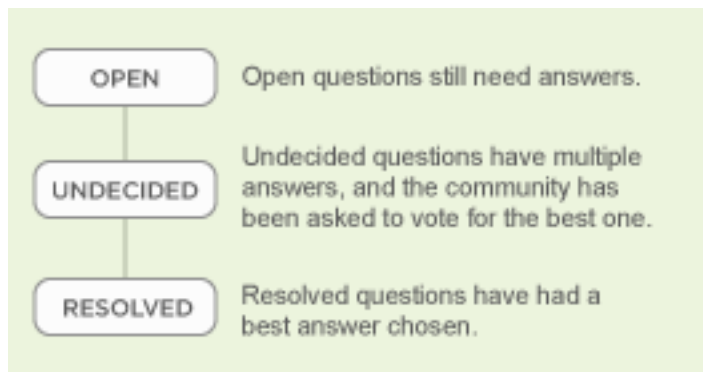 OPEN
Open questions still need answers.
UNDECIDED
Undecided questions have multiple
answers, and the community has
been asked to vote for the best one.
RESOLVED
Resolved questions have had a
best answer chosen.